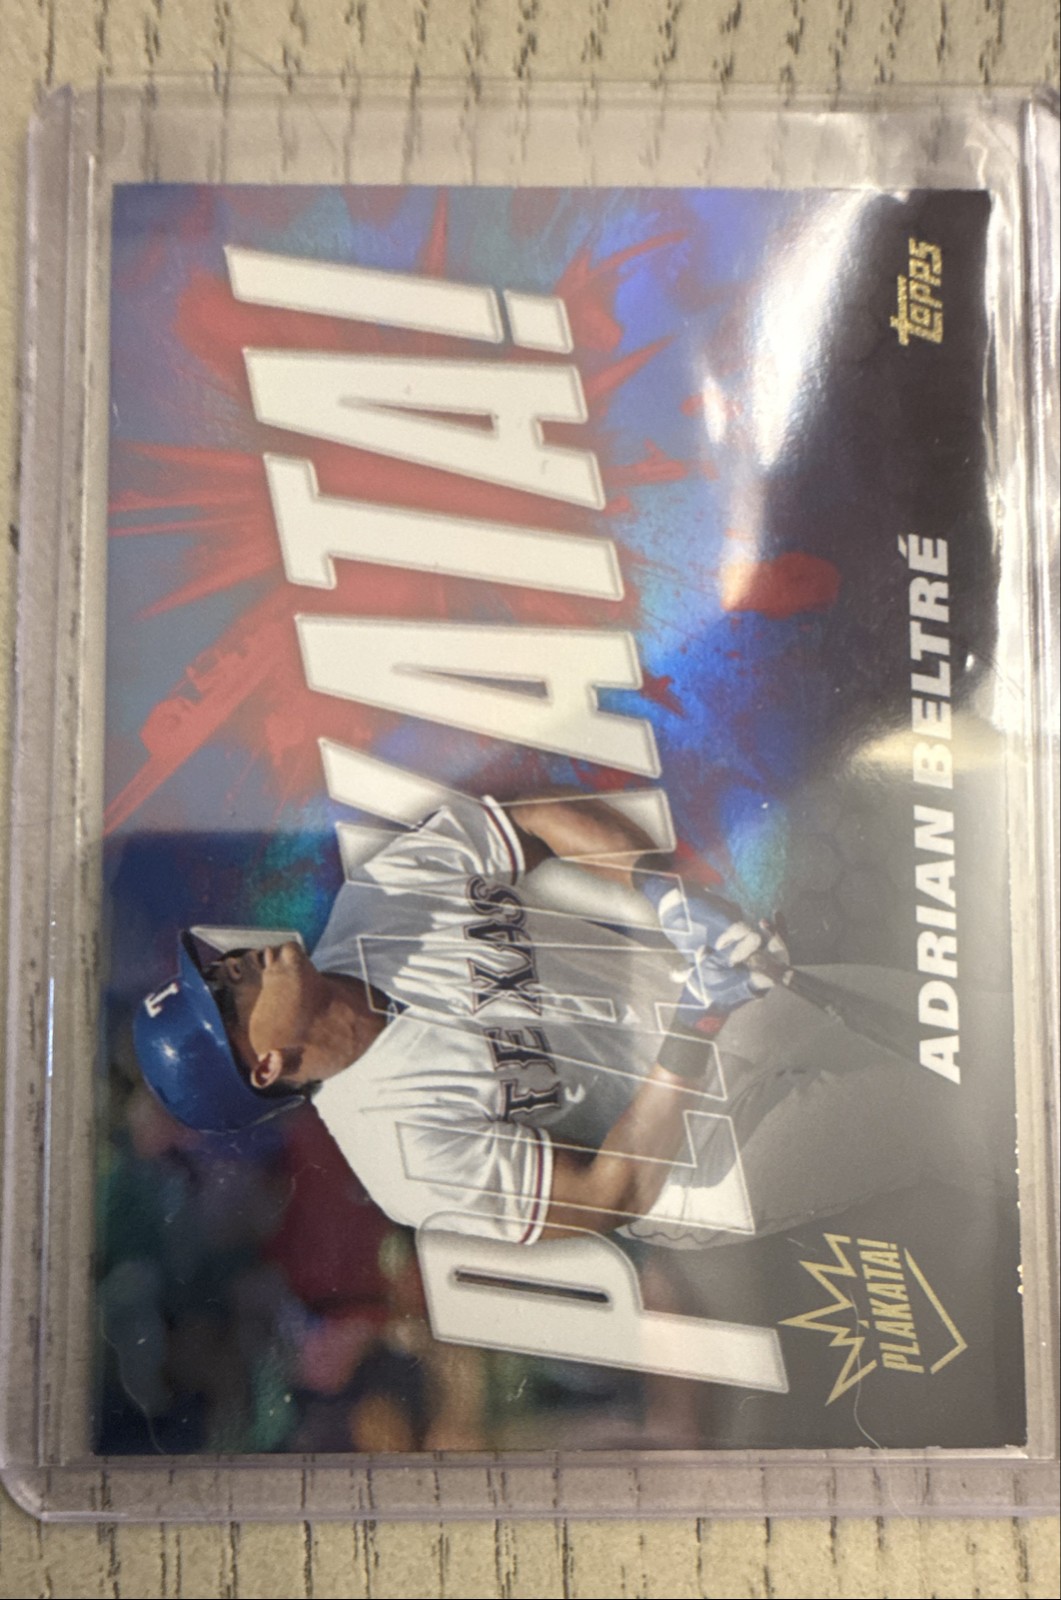 PLÁKATA!
TEXAS
T
PLÁKATA!
ADRIAN BELTRÉ
Topps